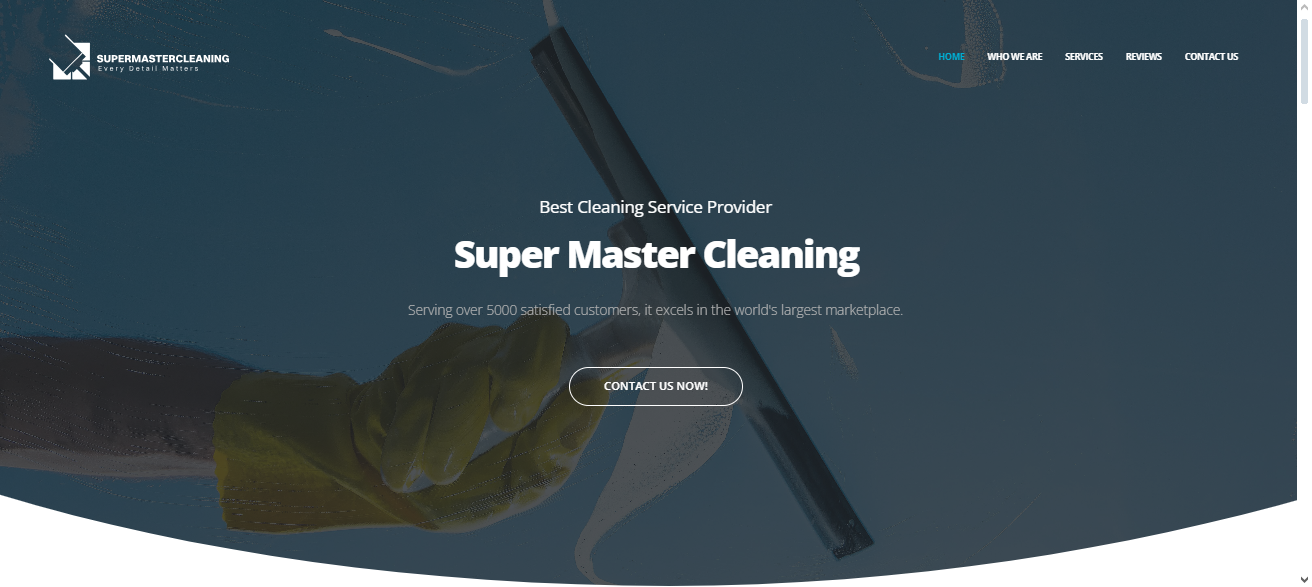 SUPERMASTERCLEANING
Every Detail Matters
HOME WHO WE ARE SERVICES REVIEWS CONTACT US
Best Cleaning Service Provider
Super Master Cleaning
Serving over 5000 satisfied customers, it excels in the world's largest marketplace.
CONTACT US NOW!